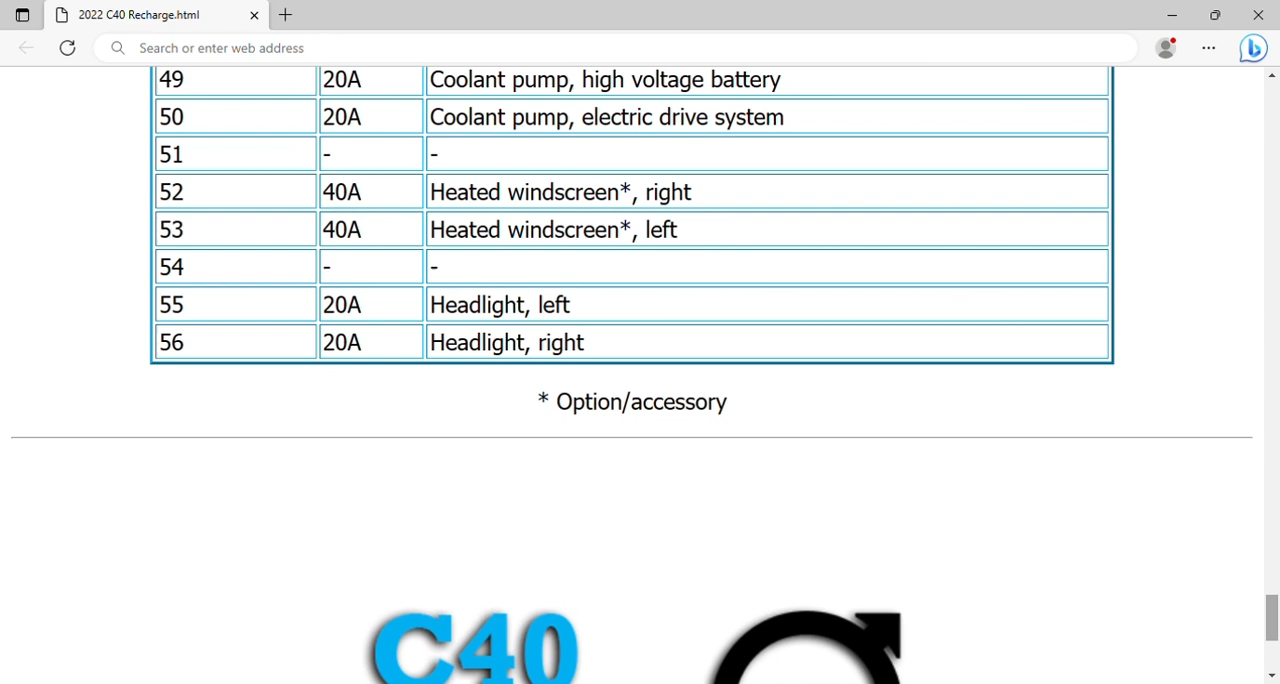 2022 C40 Recharge.html
Search or enter web address
49 20A Coolant pump, high voltage battery
50 20A Coolant pump, electric drive system
51 - -
52 40A Heated windscreen*, right
53 40A Heated windscreen*, left
54 - -
55 20A Headlight, left
56 20A Headlight, right
* Option/accessory
C40